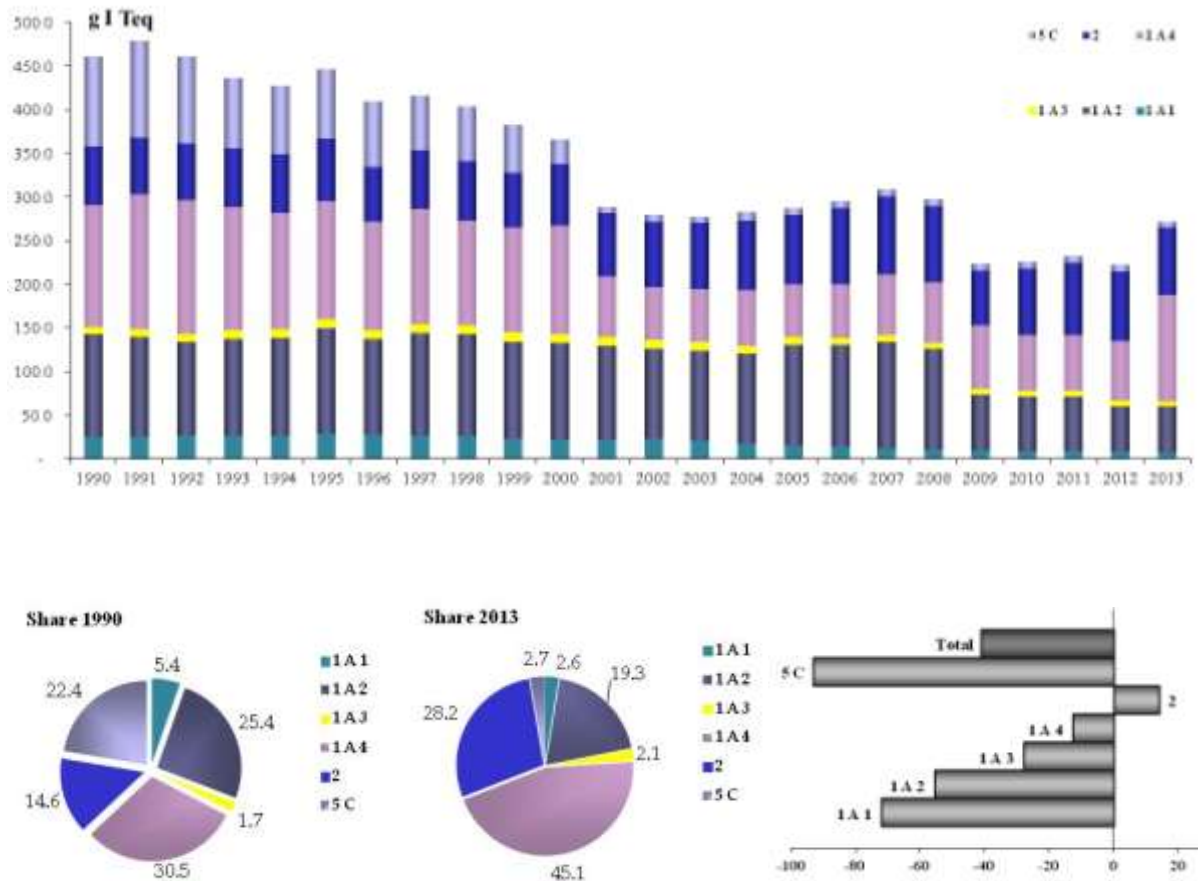 g I Teq
500.0
450.0
400.0
350.0
300.0
250.0
200.0
150.0
100.0
50.0
-
5 C 2 1 A 4
1 A 3 1 A 2 1 A 1
1990 1991 1992 1993 1994 1995 1996 1997 1998 1999 2000 2001 2002 2003 2004 2005 2006 2007 2008 2009 2010 2011 2012 2013
Share 1990
5.4
25.4
1.7
30.5
14.6
22.4
1 A 1
1 A 2
1 A 3
1 A 4
2
5 C
Share 2013
2.7 2.6
19.3
2.1
45.1
28.2
1 A 1
1 A 2
1 A 3
1 A 4
2
5 C
Total
5 C
2
1 A 4
1 A 3
1 A 2
1 A 1
-100 -80 -60 -40 -20 0 20